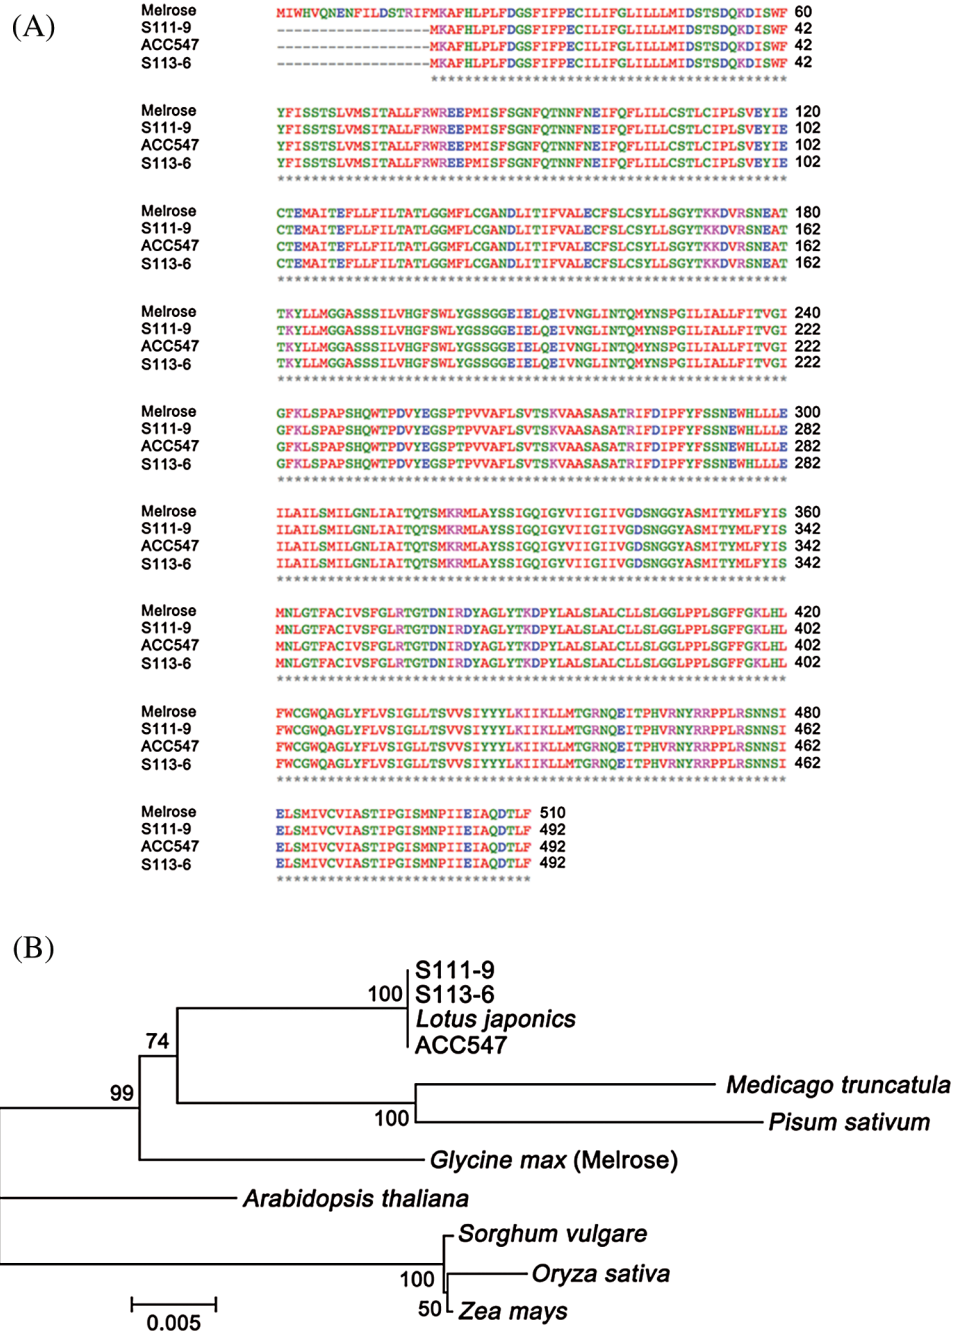 (A)
Melrose MIWHVQNENFILDSTRIFMKAFHLPLFDGSFIFPECILIFGLILLLMIDSTSDQKDISWF 60
S111-9 ------------------MKAFHLPLFDGSFIFPECILIFGLILLLMIDSTSDQKDISWF 42
ACC547 ------------------MKAFHLPLFDGSFIFPECILIFGLILLLMIDSTSDQKDISWF 42
S113-6 ------------------MKAFHLPLFDGSFIFPECILIFGLILLLMIDSTSDQKDISWF 42
******************************************
Melrose YFISSTSLVMSITALLFRWREEPMISFSGNFQTNNFNEIFQFLILLCSTLCIPLSVEYIE 120
S111-9 YFISSTSLVMSITALLFRWREEPMISFSGNFQTNNFNEIFQFLILLCSTLCIPLSVEYIE 102
ACC547 YFISSTSLVMSITALLFRWREEPMISFSGNFQTNNFNEIFQFLILLCSTLCIPLSVEYIE 102
S113-6 YFISSTSLVMSITALLFRWREEPMISFSGNFQTNNFNEIFQFLILLCSTLCIPLSVEYIE 102
************************************************************
Melrose CTEMAITEFLLFILTATLGGMFLCGANDLITIFVALECFSLCSYLLSGYTKKDVRSNEAT 180
S111-9 CTEMAITEFLLFILTATLGGMFLCGANDLITIFVALECFSLCSYLLSGYTKKDVRSNEAT 162
ACC547 CTEMAITEFLLFILTATLGGMFLCGANDLITIFVALECFSLCSYLLSGYTKKDVRSNEAT 162
S113-6 CTEMAITEFLLFILTATLGGMFLCGANDLITIFVALECFSLCSYLLSGYTKKDVRSNEAT 162
************************************************************
Melrose TKYLLMGGASSSILVHGFSWLYGSSGGEIELQEIVNGLINTQMYNSPGILIALLFITVGI 240
S111-9 TKYLLMGGASSSILVHGFSWLYGSSGGEIELQEIVNGLINTQMYNSPGILIALLFITVGI 222
ACC547 TKYLLMGGASSSILVHGFSWLYGSSGGEIELQEIVNGLINTQMYNSPGILIALLFITVGI 222
S113-6 TKYLLMGGASSSILVHGFSWLYGSSGGEIELQEIVNGLINTQMYNSPGILIALLFITVGI 222
************************************************************
Melrose GFKLSPAPSHQWTPDVYEGSPTPVVAFLSVTSKVAASASATRIFDIPFYFSSNEWHLLLE 300
S111-9 GFKLSPAPSHQWTPDVYEGSPTPVVAFLSVTSKVAASASATRIFDIPFYFSSNEWHLLLE 282
ACC547 GFKLSPAPSHQWTPDVYEGSPTPVVAFLSVTSKVAASASATRIFDIPFYFSSNEWHLLLE 282
S113-6 GFKLSPAPSHQWTPDVYEGSPTPVVAFLSVTSKVAASASATRIFDIPFYFSSNEWHLLLE 282
************************************************************
Melrose ILAILSMILGNLIAITQTSMKRMLAYSSIGQIGYVIIGIIVGDSNGGYASMITYMLFYIS 360
S111-9 ILAILSMILGNLIAITQTSMKRMLAYSSIGQIGYVIIGIIVGDSNGGYASMITYMLFYIS 342
ACC547 ILAILSMILGNLIAITQTSMKRMLAYSSIGQIGYVIIGIIVGDSNGGYASMITYMLFYIS 342
S113-6 ILAILSMILGNLIAITQTSMKRMLAYSSIGQIGYVIIGIIVGDSNGGYASMITYMLFYIS 342
************************************************************
Melrose MNLGTFACIVSFGLRTGTDNIRDYAGLYTKDPYLALSLALCLLSLGGLPPLSGFFGKLHL 420
S111-9 MNLGTFACIVSFGLRTGTDNIRDYAGLYTKDPYLALSLALCLLSLGGLPPLSGFFGKLHL 402
ACC547 MNLGTFACIVSFGLRTGTDNIRDYAGLYTKDPYLALSLALCLLSLGGLPPLSGFFGKLHL 402
S113-6 MNLGTFACIVSFGLRTGTDNIRDYAGLYTKDPYLALSLALCLLSLGGLPPLSGFFGKLHL 402
************************************************************
Melrose FWCGWQAGLYFLVSIGLLTSVVSIYYYLKIIKLLMTGRNQEITPHVRNYRRPPLRSNNSI 480
S111-9 FWCGWQAGLYFLVSIGLLTSVVSIYYYLKIIKLLMTGRNQEITPHVRNYRRPPLRSNNSI 462
ACC547 FWCGWQAGLYFLVSIGLLTSVVSIYYYLKIIKLLMTGRNQEITPHVRNYRRPPLRSNNSI 462
S113-6 FWCGWQAGLYFLVSIGLLTSVVSIYYYLKIIKLLMTGRNQEITPHVRNYRRPPLRSNNSI 462
************************************************************
Melrose ELSMIVCVIASTIPGISMNPIIEIAQDTLF 510
S111-9 ELSMIVCVIASTIPGISMNPIIEIAQDTLF 492
ACC547 ELSMIVCVIASTIPGISMNPIIEIAQDTLF 492
S113-6 ELSMIVCVIASTIPGISMNPIIEIAQDTLF 492
******************************
(B)
S111-9
100 S113-6
Lotus japonics
ACC547
74
Medicago truncatula
99
100 Pisum sativum
Glycine max (Melrose)
Arabidopsis thaliana
Sorghum vulgare
100 Oryza sativa
50 Zea mays
0.005